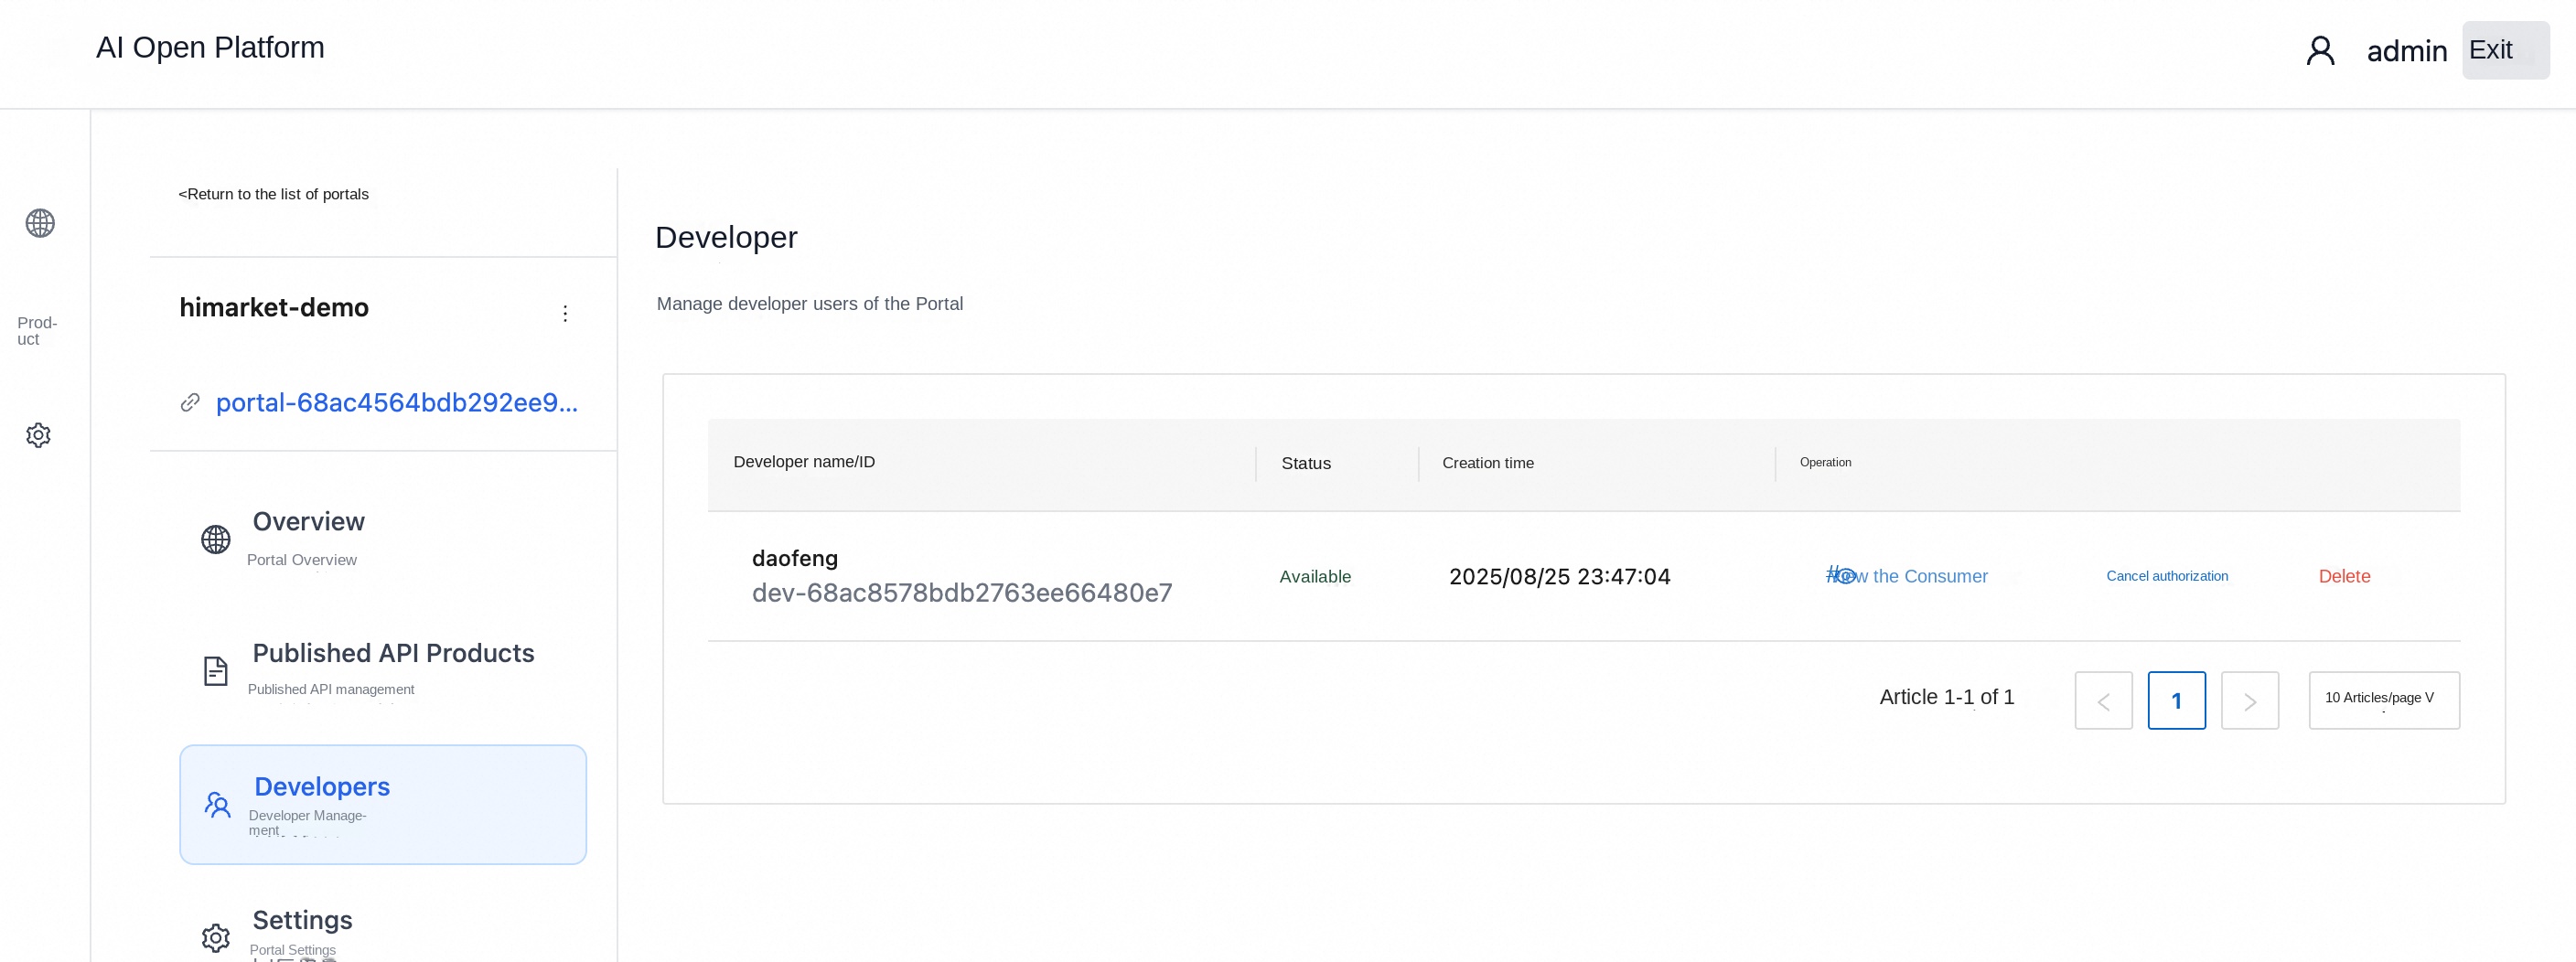 AI Open Platform
admin
Exit
<Return to the list of portals
Prod-
uct
himarket-demo
portal-68ac4564bdb292ee9...
Overview
Portal Overview
Published API Products
Published API management
Developers
Developer Manage-
ment
Settings
Portal Settings
Developer
Manage developer users of the Portal
Developer name/ID
Status
Creation time
Operation
daofeng
dev-68ac8578bdb2763ee66480e7
Available
2025/08/25 23:47:04
the Consumer
Cancel authorization
Delete
Article 1-1 of 1
<
1
>
10 Articles/page V